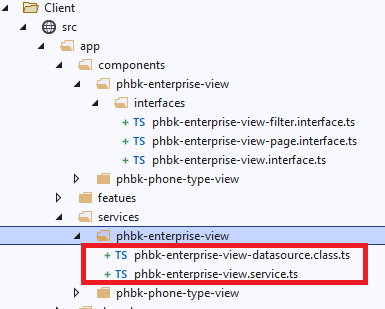 Client
src
app
components
phbk-enterprise-view
interfaces
TS phbk-enterprise-view-filter.interface.ts
TS phbk-enterprise-view-page.interface.ts
TS phbk-enterprise-view.interface.ts
phbk-phone-type-view
featues
services
phbk-enterprise-view
TS phbk-enterprise-view-datasource.class.ts
TS phbk-enterprise-view.service.ts
phbk-phone-type-view